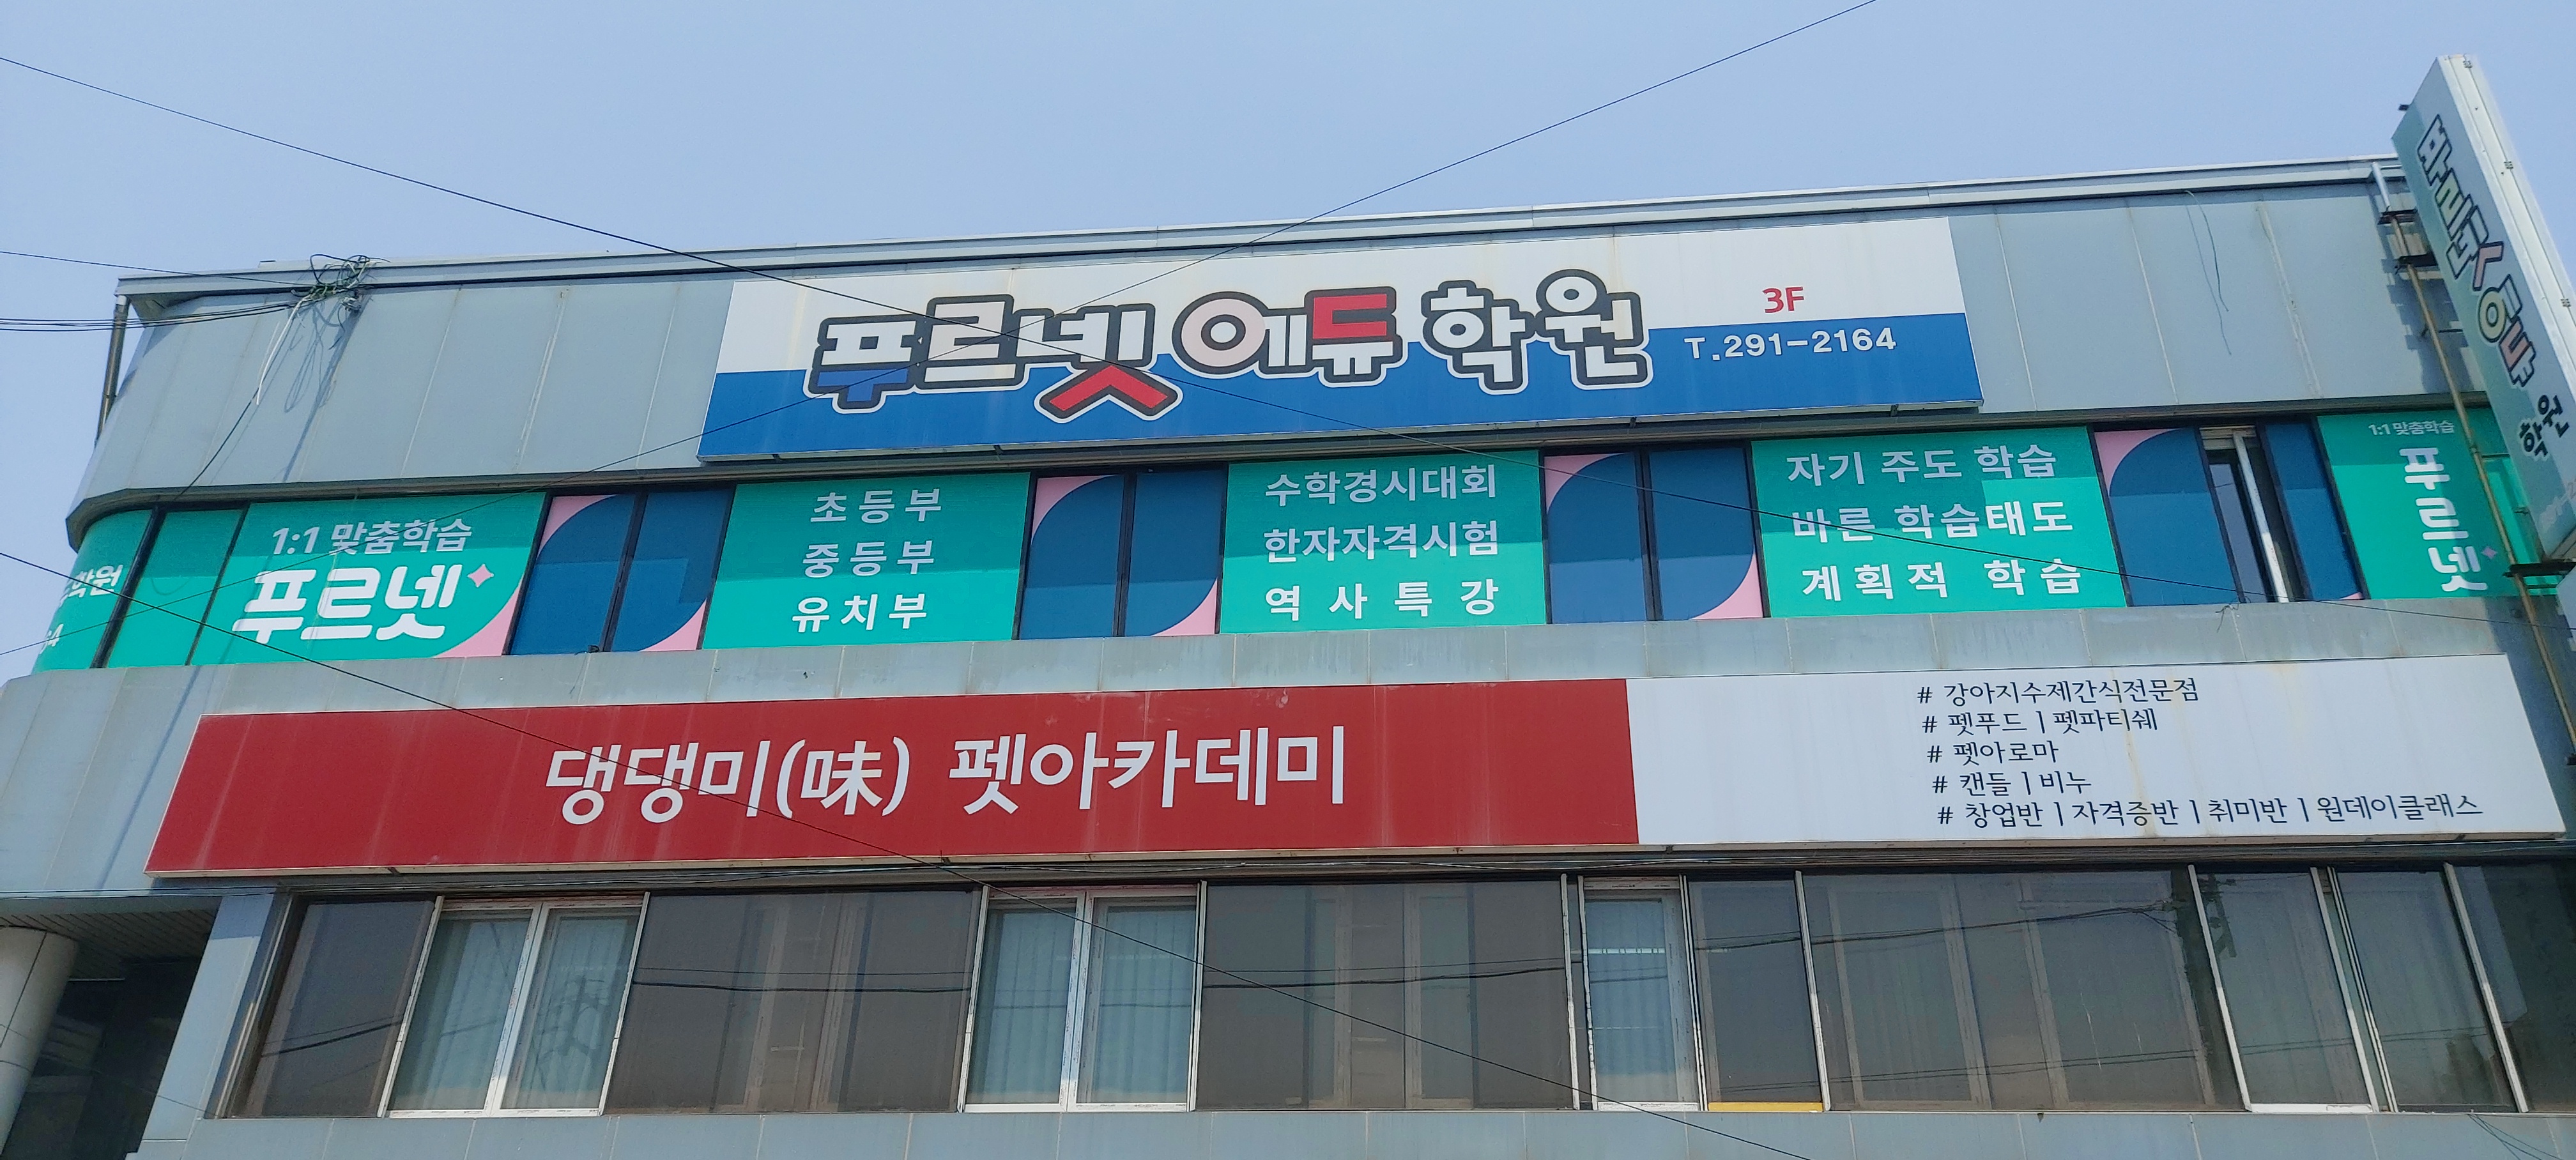 푸르넷 에듀 학원
3F
T.291-2164
학원
1:1 맞춤학습
푸르넷
초등부
중등부
유치부
수학경시대회
한자자격시험
역사특강
자기 주도 학습
바른 학습태도
계획적 학습
1:1 맞춤학습
푸르넷
학원
댕댕미(味) 펫아카데미
# 강아지수제간식전문점
# 펫푸드 | 펫파티쉐
# 펫아로마
# 캔들 | 비누
# 창업반 | 자격증반 | 취미반 | 원데이클래스